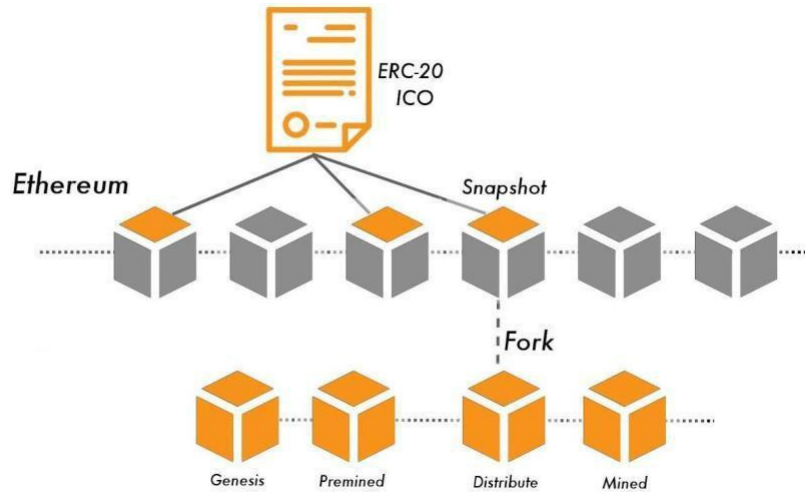 ERC-20
ICO
Ethereum
Snapshot
Fork
Genesis
Premined
Distribute
Mined